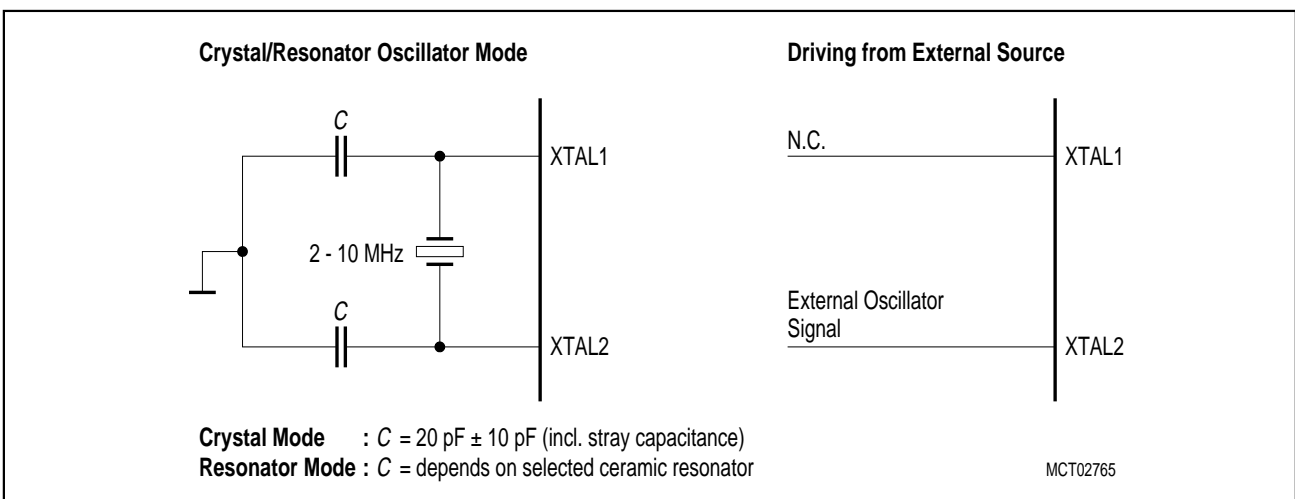 Crystal/Resonator Oscillator Mode
C
XTAL1
2 - 10 MHz
C
XTAL2
Driving from External Source
N.C.
XTAL1
External Oscillator
Signal
XTAL2
Crystal Mode : C = 20 pF ± 10 pF (incl. stray capacitance)
Resonator Mode : C = depends on selected ceramic resonator
MCT02765